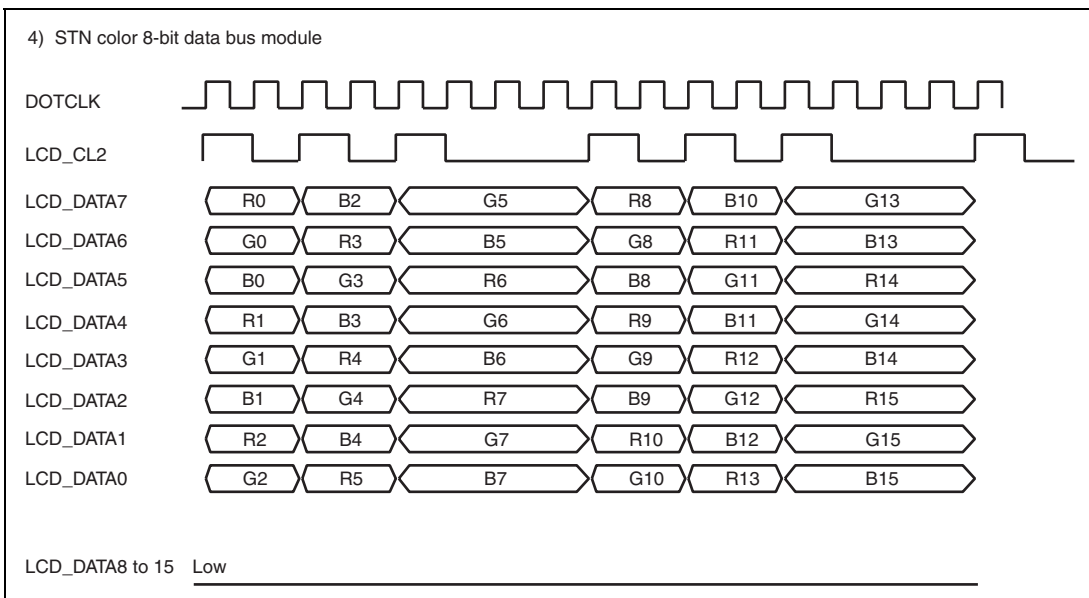 4) STN color 8-bit data bus module
DOTCLK
LCD_CL2
LCD_DATA7 R0 B2 G5 R8 B10 G13
LCD_DATA6 G0 R3 B5 G8 R11 B13
LCD_DATA5 B0 G3 R6 B8 G11 R14
LCD_DATA4 R1 B3 G6 R9 B11 G14
LCD_DATA3 G1 R4 B6 G9 R12 B14
LCD_DATA2 B1 G4 R7 B9 G12 R15
LCD_DATA1 R2 B4 G7 R10 B12 G15
LCD_DATA0 G2 R5 B7 G10 R13 B15
LCD_DATA8 to 15 Low